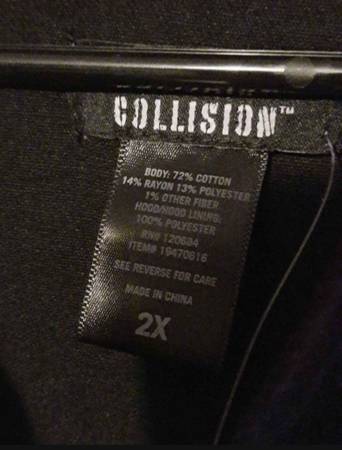 COLLISION™
BODY: 72% COTTON
14% RAYON 13% POLYESTER
1% OTHER FIBER
HOOD/HOOD LINING:
100% POLYESTER
RN# 120684
ITEM# 19470616
SEE REVERSE FOR CARE
MADE IN CHINA
2X